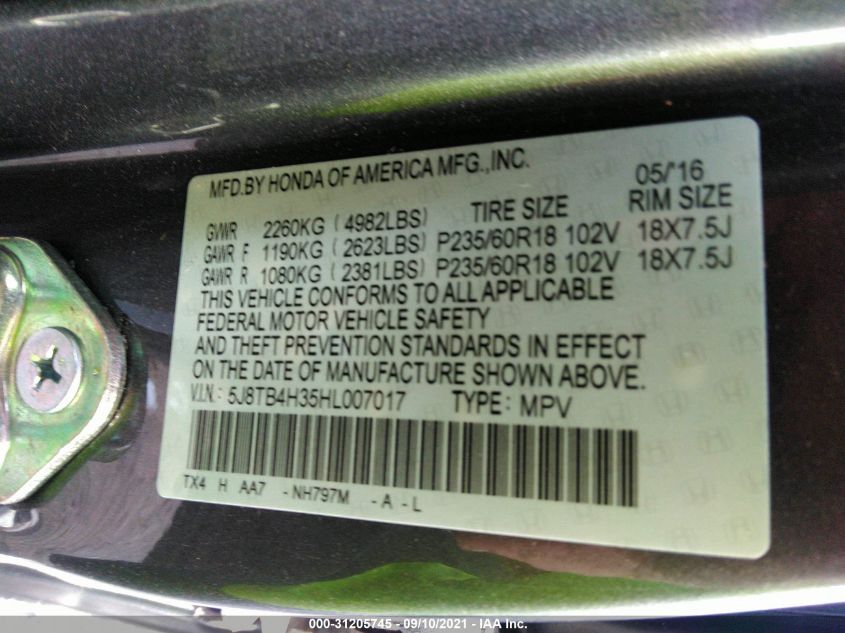 MFD.BY HONDA OF AMERICA MFG.,INC. 05/'16
GVWR 2260KG (4982LBS) TIRE SIZE RIM SIZE
GAWR F 1190KG (2623LBS) P235/60R18 102V 18X7.5J
GAWR R 1080KG (2381LBS) P235/60R18 102V 18X7.5J
THIS VEHICLE CONFORMS TO ALL APPLICABLE
FEDERAL MOTOR VEHICLE SAFETY
AND THEFT PREVENTION STANDARDS IN EFFECT
ON THE DATE OF MANUFACTURE SHOWN ABOVE.
V.I.N.: 5J8TB4H35HL007017 TYPE: MPV
TX4 H AA7 -NH797M -A -L
000-31205745 - 09/10/2021 - IAA Inc.